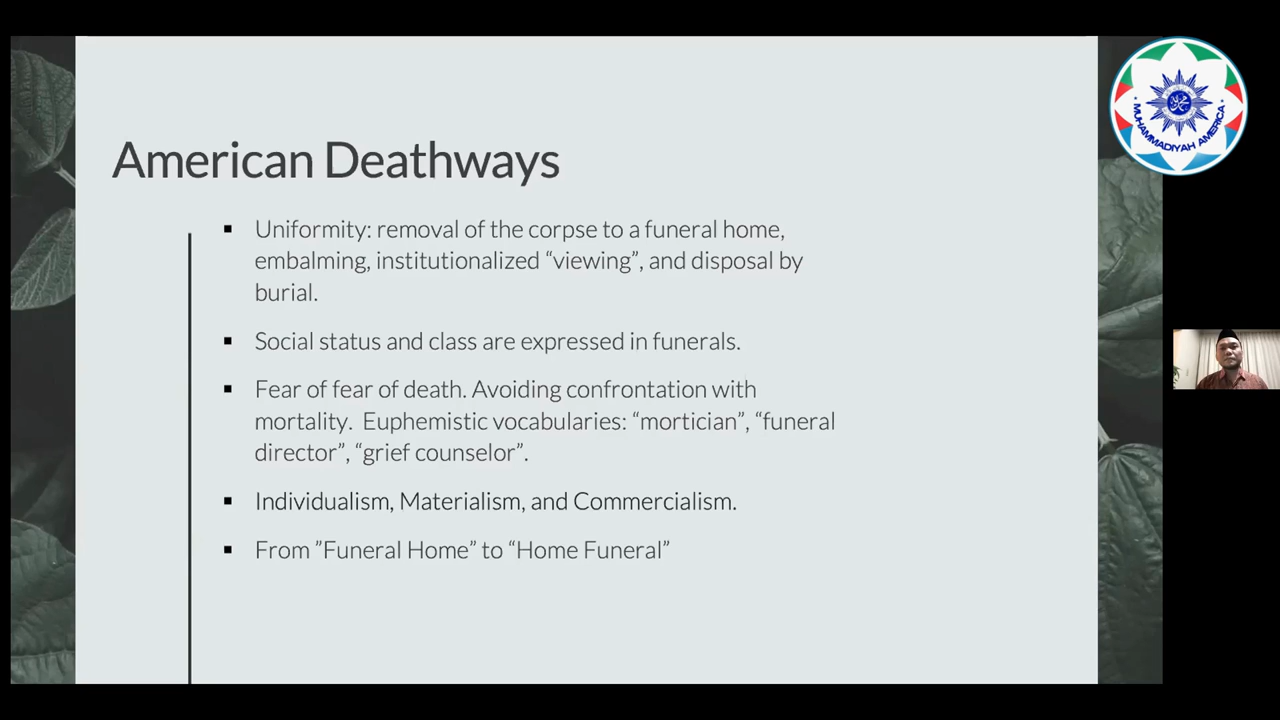 American Deathways
▪ Uniformity: removal of the corpse to a funeral home,
embalming, institutionalized “viewing”, and disposal by
burial.
▪ Social status and class are expressed in funerals.
▪ Fear of fear of death. Avoiding confrontation with
mortality.  Euphemistic vocabularies: “mortician”, “funeral
director”, “grief counselor”.
▪ Individualism, Materialism, and Commercialism.
▪ From ”Funeral Home” to “Home Funeral”
MUHAMMADIYAH AMERICA